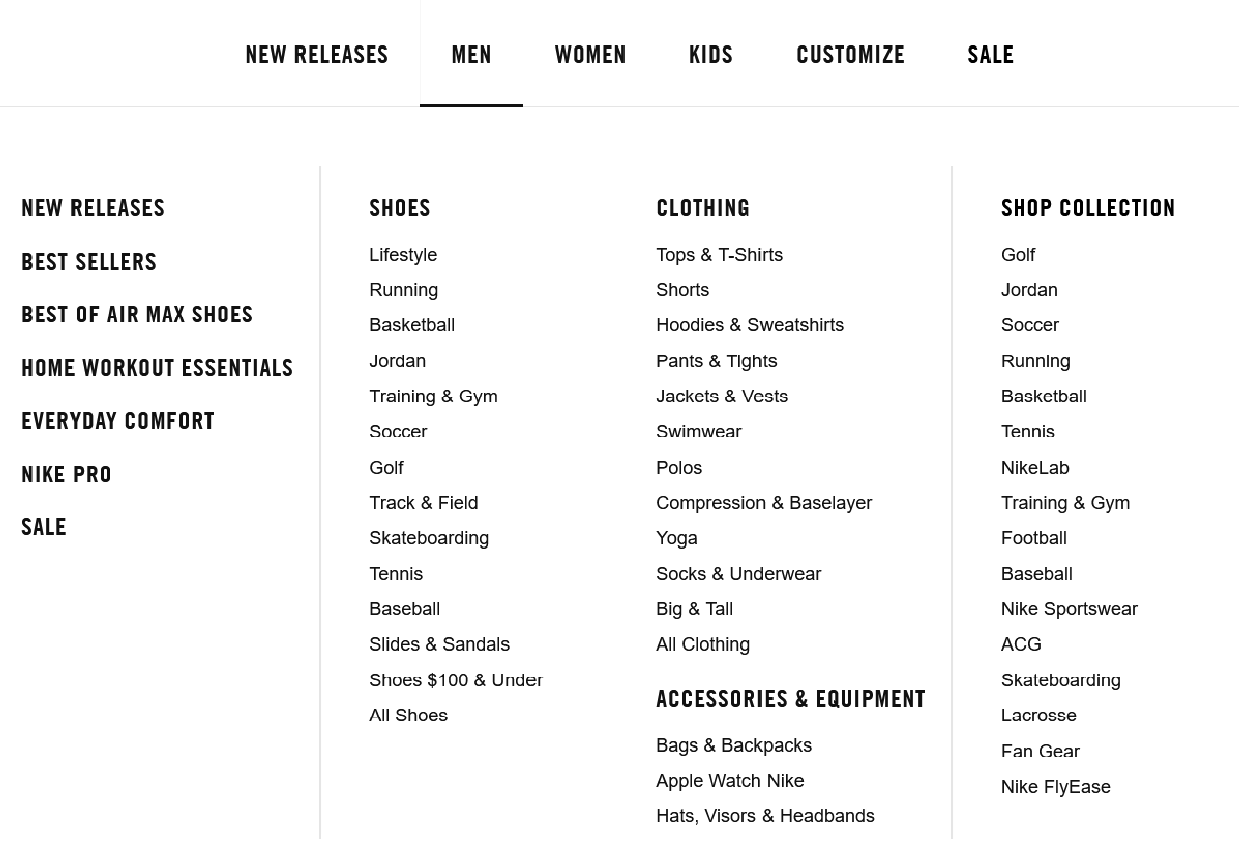 NEW RELEASES
MEN
WOMEN
KIDS
CUSTOMIZE
SALE
NEW RELEASES
BEST SELLERS
BEST OF AIR MAX SHOES
HOME WORKOUT ESSENTIALS
EVERYDAY COMFORT
NIKE PRO
SALE
SHOES
Lifestyle
Running
Basketball
Jordan
Training & Gym
Soccer
Golf
Track & Field
Skateboarding
Tennis
Baseball
Slides & Sandals
Shoes $100 & Under
All Shoes
CLOTHING
Tops & T-Shirts
Shorts
Hoodies & Sweatshirts
Pants & Tights
Jackets & Vests
Swimwear
Polos
Compression & Baselayer
Yoga
Socks & Underwear
Big & Tall
All Clothing
ACCESSORIES & EQUIPMENT
Bags & Backpacks
Apple Watch Nike
Hats, Visors & Headbands
SHOP COLLECTION
Golf
Jordan
Soccer
Running
Basketball
Tennis
NikeLab
Training & Gym
Football
Baseball
Nike Sportswear
ACG
Skateboarding
Lacrosse
Fan Gear
Nike FlyEase